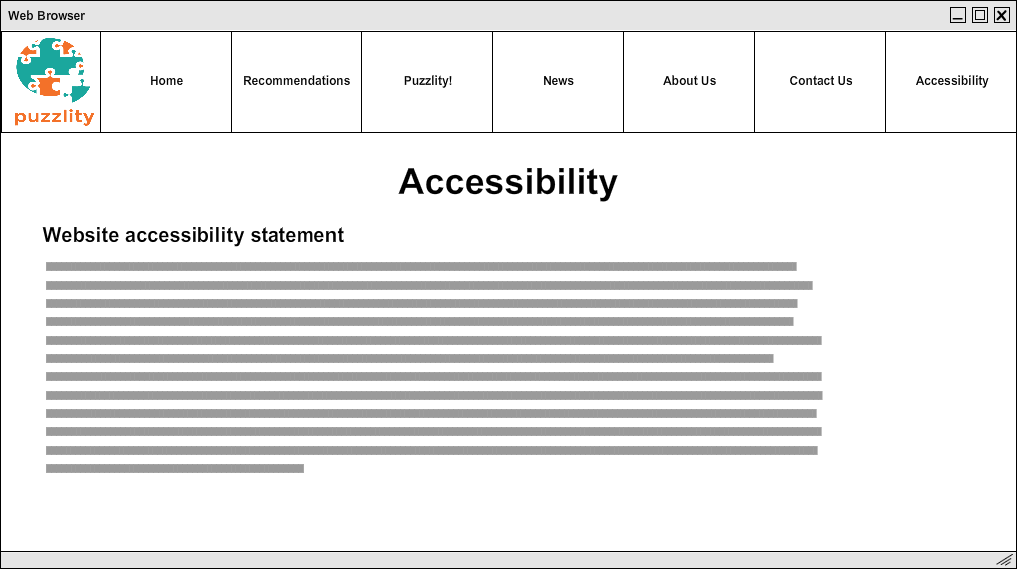 Web Browser
puzzlity
Home
Recommendations
Puzzlity!
News
About Us
Contact Us
Accessibility
Accessibility
Website accessibility statement